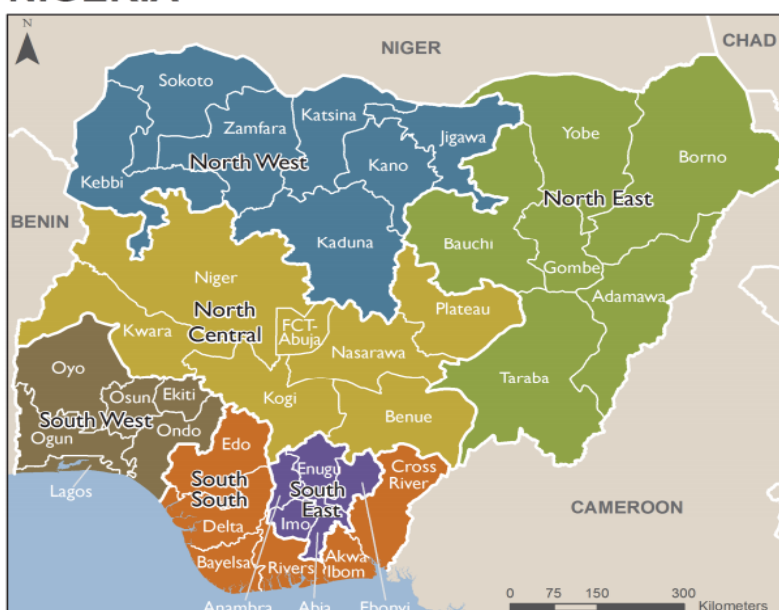 NIGERIA
N
NIGER
CHAD
Sokoto
Katsina
Zamfara
Jigawa
Yobe
Borno
North West
Kano
Kebbi
North East
BENIN
Kaduna
Bauchi
Niger
Gombe
Adamawa
North
Central
Plateau
FCT-
Abuja
Kwara
Nasarawa
Oyo
Taraba
Osun
Ekiti
Kogi
South West
Benue
Ogun
Ondo
Edo
Enugu
Cross
River
South
South
South
East
Lagos
CAMEROON
Delta
Imo
Bayelsa
Rivers
Akwa
Ibom
Anambra
Abia
Ebonyi
0 75 150 300
Kilometers